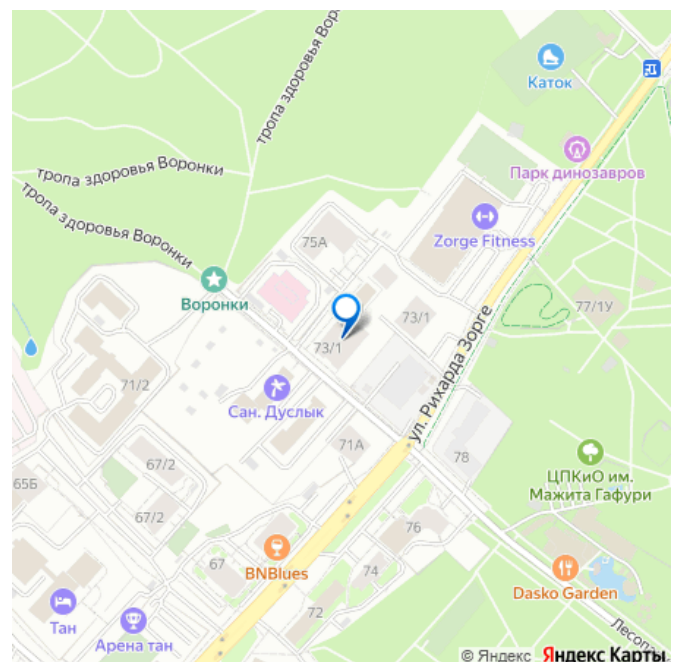 тропа здоровья Вор
Каток
Парк динозавров
тропа здоровья Воронки
тропа здоровья Воронки
75А
Zorge Fitness
Воронки
77/1У
73/1
73/1
ул. Рихарда Зорге
71/2
Сан. Дуслык
71А
78
ЦПКиО им.
Мажита Гафури
67/2
65Б
67/2
76
BNBlues
67
74
Dasko Garden
72
Тан
Арена тан
Лесопа
© Яндекс Яндекс Карты